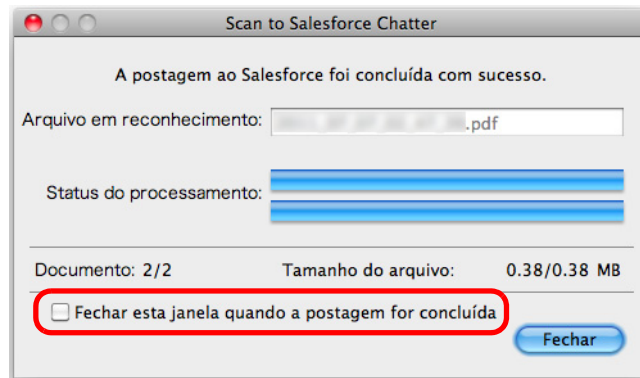 Scan to Salesforce Chatter
A postagem ao Salesforce foi concluída com sucesso.
Arquivo em reconhecimento: .pdf
Status do processamento:
Documento: 2/2 Tamanho do arquivo: 0.38/0.38 MB
Fechar esta janela quando a postagem for concluída
Fechar